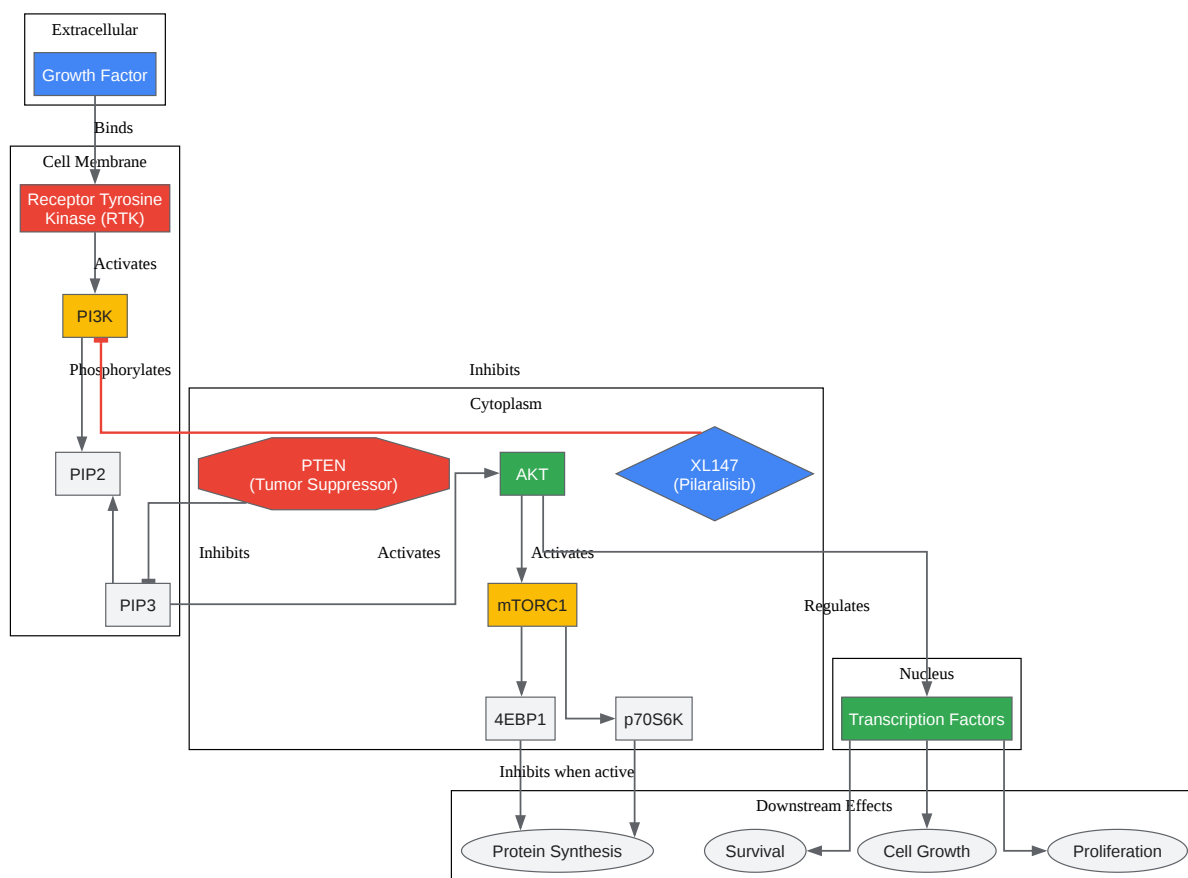 Extracellular
Growth Factor
Binds
Cell Membrane
Receptor Tyrosine
Kinase (RTK)
Activates
PI3K
Phosphorylates
Inhibits
Cytoplasm
PTEN
(Tumor Suppressor)
AKT
XL147
(Pilaralisib)
PIP2
Inhibits
Activates
Activates
PIP3
mTORC1
Regulates
Nucleus
4EBP1
p70S6K
Transcription Factors
Inhibits when active
Downstream Effects
Protein Synthesis
Survival
Cell Growth
Proliferation